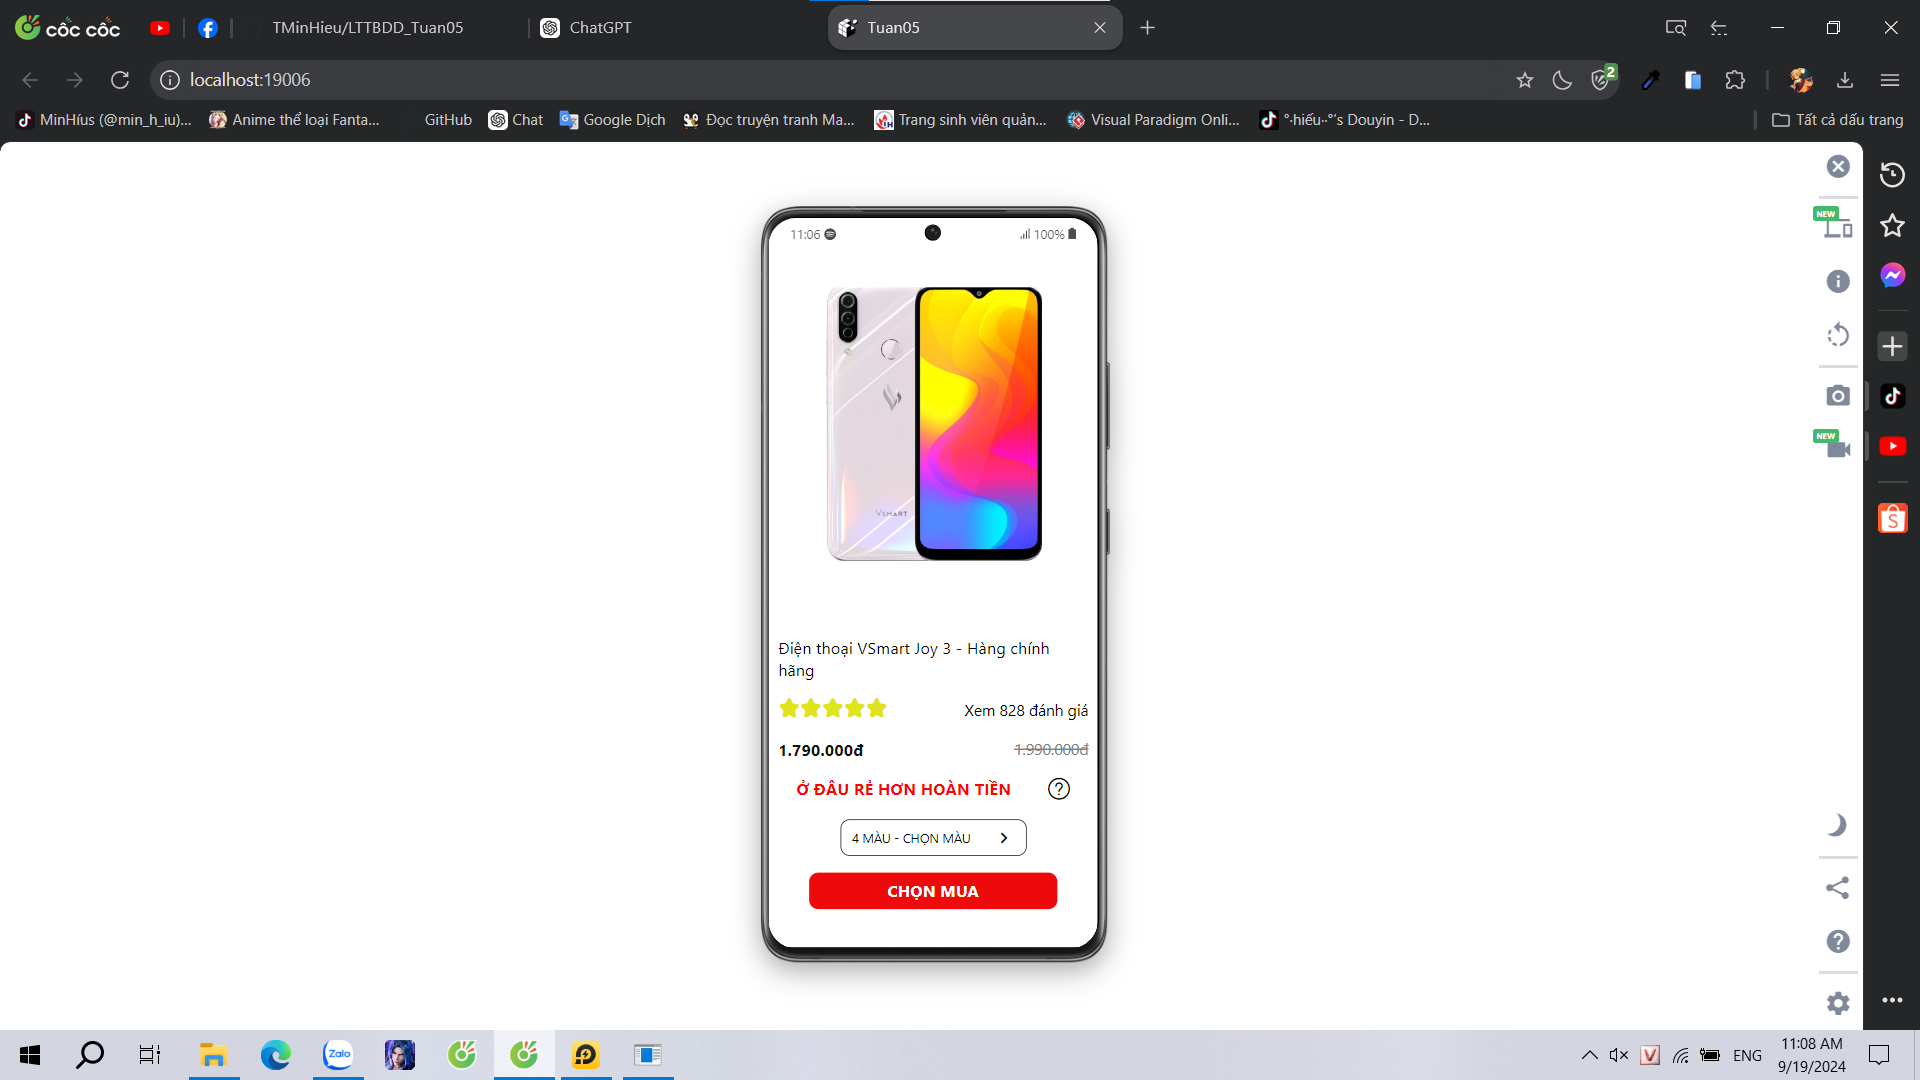 cốc cốc
TMinHieu/LTTBDD_Tuan05
ChatGPT
Tuan05
localhost:19006
2
MinHíus (@min_h_iu)...
Anime thể loại Fanta...
GitHub
Chat
Google Dịch
Đọc truyện tranh Ma...
Trang sinh viên quản...
Visual Paradigm Onli...
°·hiếu··°'s Douyin - D...
Tất cả dấu trang
NEW
NEW
11:06
100%
VSMART
Điện thoại VSmart Joy 3 - Hàng chính
hãng
Xem 828 đánh giá
1.790.000đ
1.990.000đ
Ở ĐÂU RẺ HƠN HOÀN TIỀN
?
4 MÀU - CHỌN MÀU
CHỌN MUA
Zalo
ENG
11:08 AM
9/19/2024